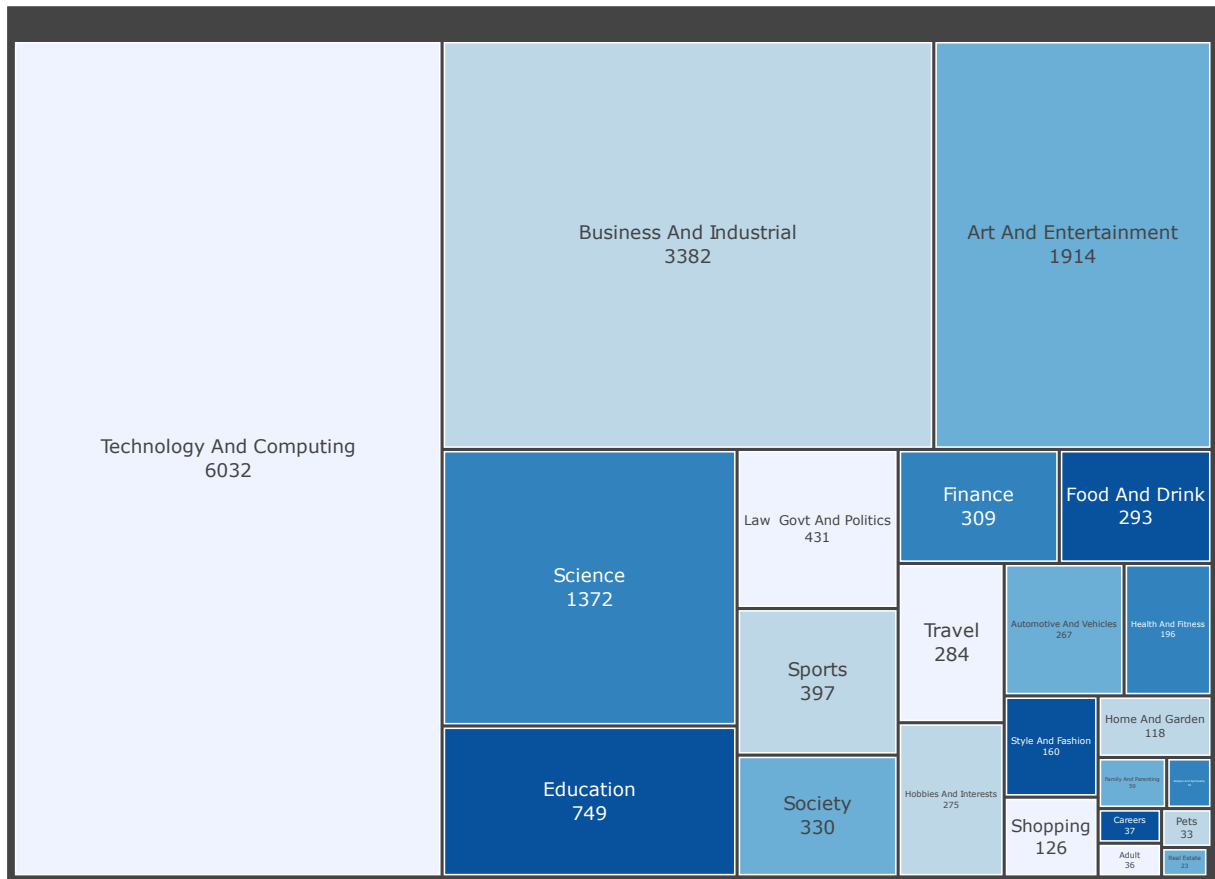 Technology And Computing
6032
Business And Industrial
3382
Art And Entertainment
1914
Science
1372
Education
749
Law  Govt And Politics
431
Sports
397
Society
330
Finance
309
Food And Drink
293
Travel
284
Hobbies And Interests
275
Automotive And Vehicles
267
Health And Fitness
196
Style And Fashion
160
Shopping
126
Home And Garden
118
Family And Parenting
59
Careers
37
Adult
36
Pets
33
Real Estate
23